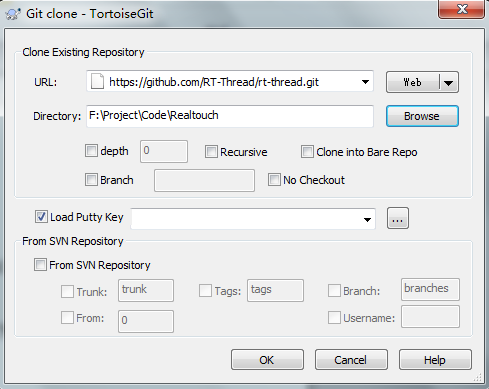 Git clone - TortoiseGit
Clone Existing Repository
URL: https://github.com/RT-Thread/rt-thread.git Web
Directory: F:\Project\Code\Realtouch Browse
depth 0 Recursive Clone into Bare Repo
Branch No Checkout
Load Putty Key ...
From SVN Repository
From SVN Repository
Trunk: trunk Tags: tags Branch: branches
From: 0 Username:
OK Cancel Help